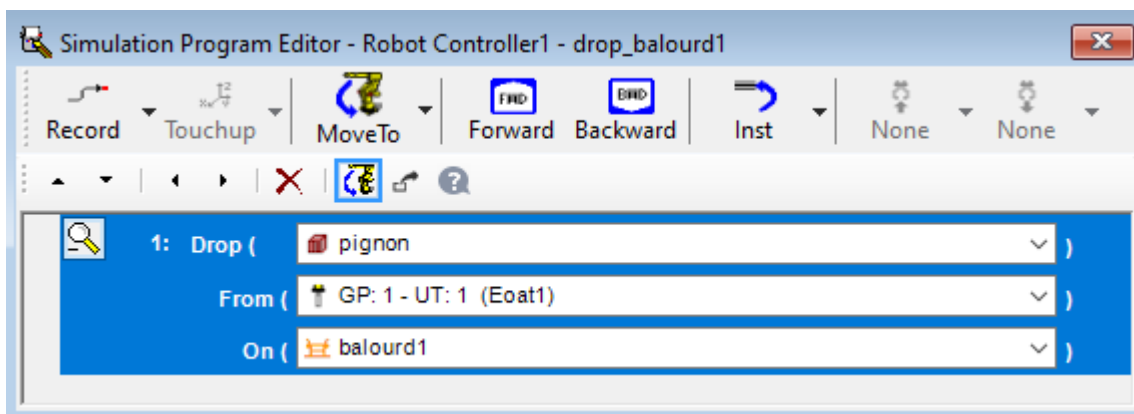 Simulation Program Editor - Robot Controller1 - drop_balourd1
FWD BWD
Record Touchup MoveTo Forward Backward Inst None None
1: Drop ( pignon )
From ( GP: 1 - UT: 1 (Eoat1) )
On ( balourd1 )